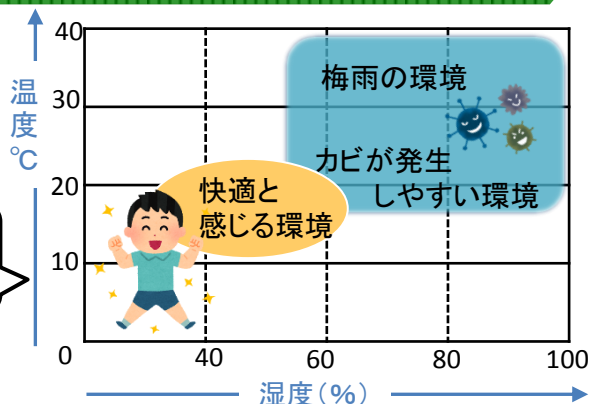 40
30
20
10
0
温度℃
梅雨の環境
カビが発生
しやすい環境
快適と
感じる環境
40
60
80
100
湿度(%)